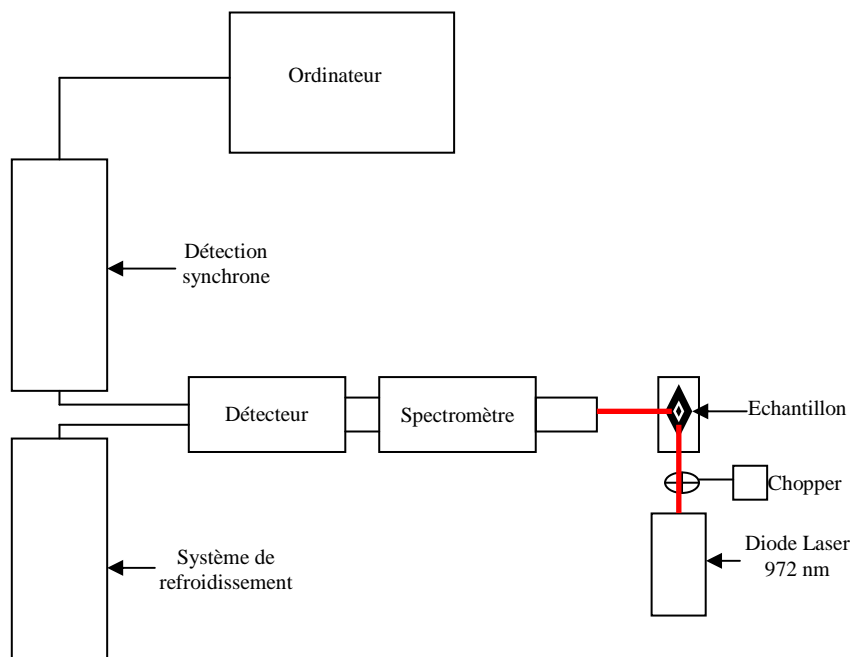 Ordinateur
Détection
synchrone
Détecteur
Spectromètre
Echantillon
Chopper
Diode Laser
972 nm
Système de
refroidissement